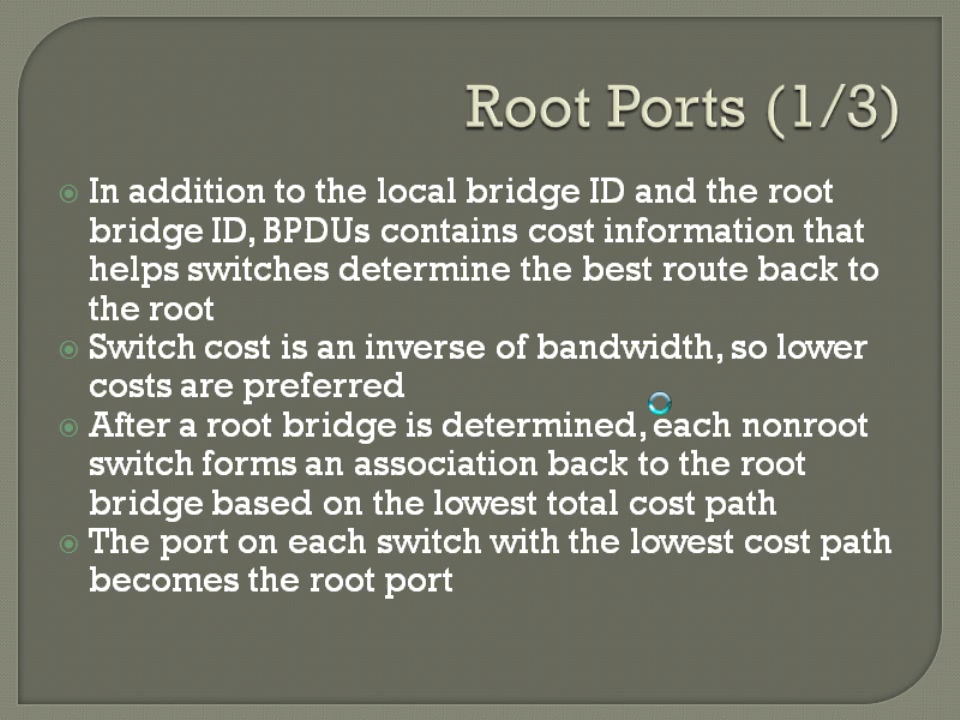 Root Ports (1/3)
In addition to the local bridge ID and the root
bridge ID, BPDUs contains cost information that
helps switches determine the best route back to
the root
Switch cost is an inverse of bandwidth, so lower
costs are preferred
After a root bridge is determined, each nonroot
switch forms an association back to the root
bridge based on the lowest total cost path
The port on each switch with the lowest cost path
becomes the root port